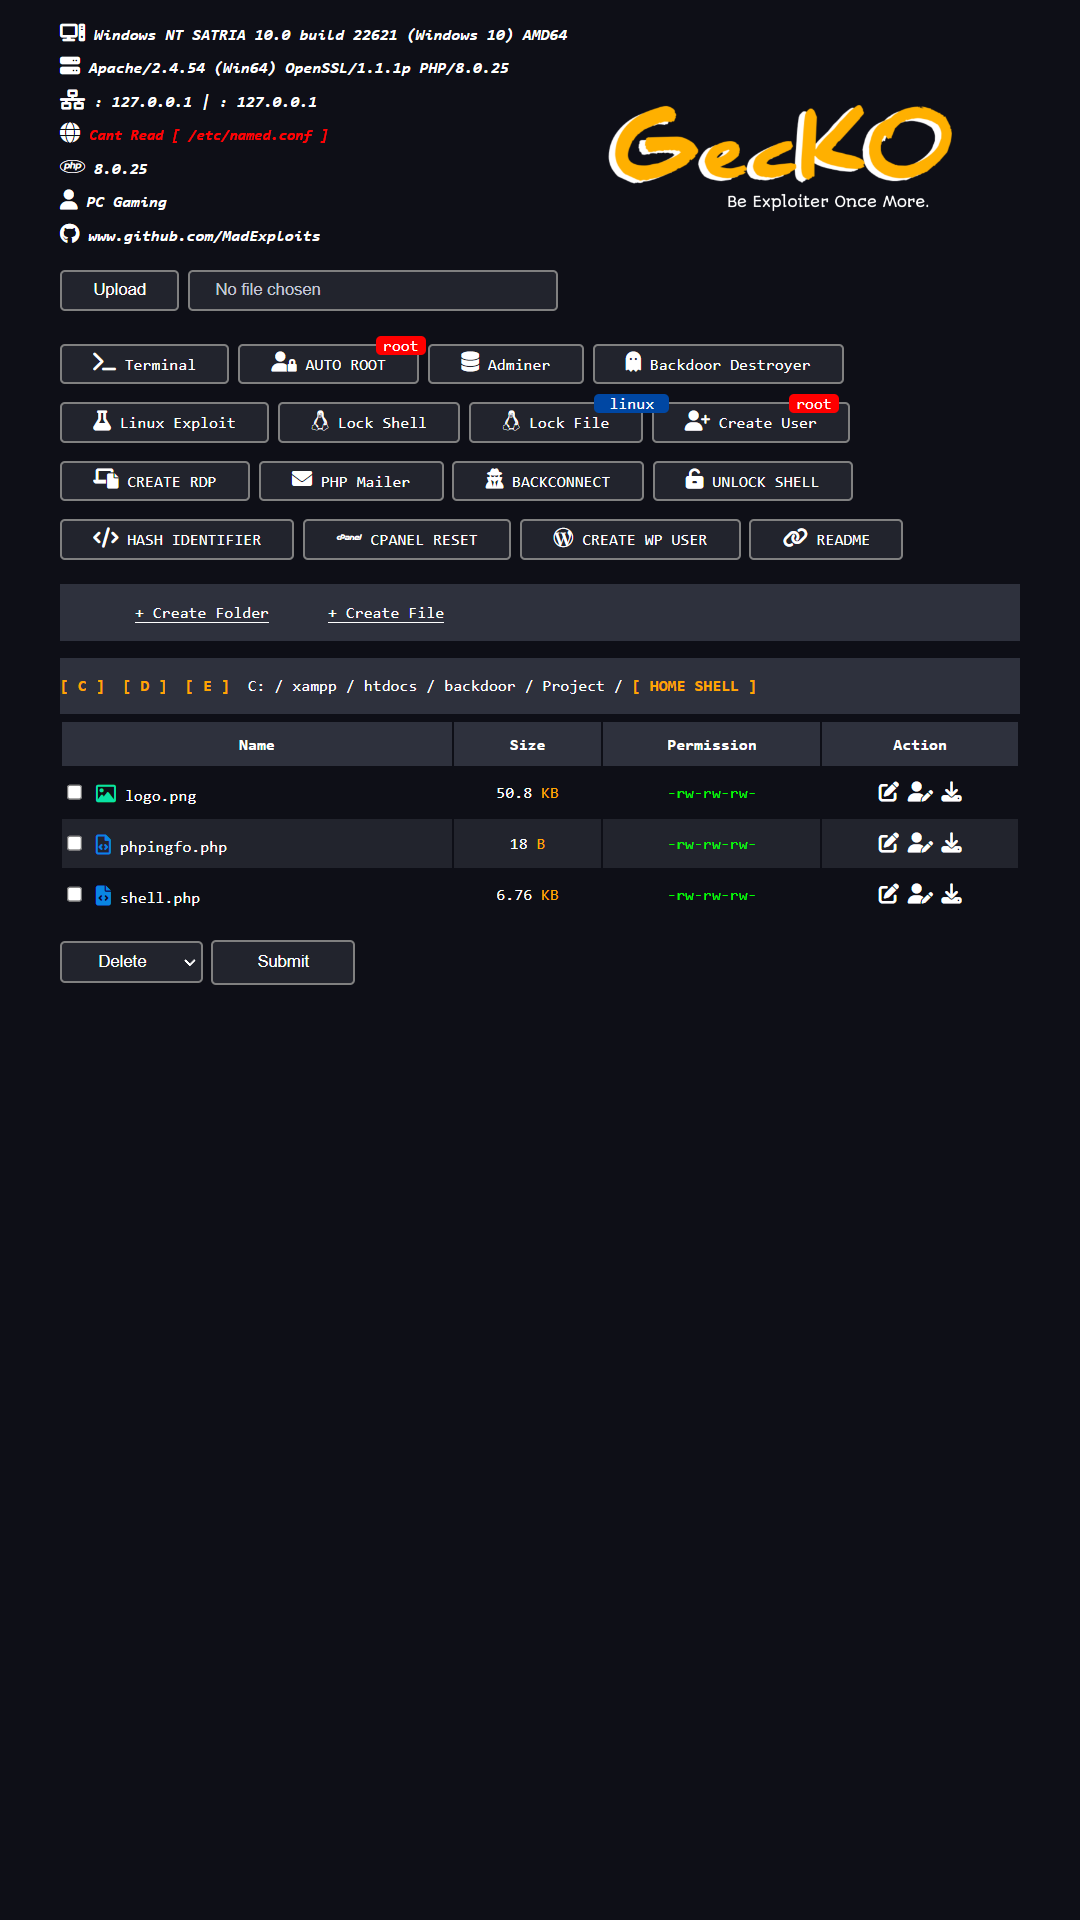 Windows NT SATRIA 10.0 build 22621 (Windows 10) AMD64
Apache/2.4.54 (Win64) OpenSSL/1.1.1p PHP/8.0.25
: 127.0.0.1 | : 127.0.0.1
Cant Read [ /etc/named.conf ]
php 8.0.25
PC Gaming
www.github.com/MadExploits
GecKO
Be Exploiter Once More.
Upload No file chosen
Terminal AUTO ROOT root Adminer Backdoor Destroyer
Linux Exploit Lock Shell Lock File linux Create User root
CREATE RDP PHP Mailer BACKCONNECT UNLOCK SHELL
HASH IDENTIFIER cPanel CPANEL RESET CREATE WP USER README
+ Create Folder + Create File
[ C ] [ D ] [ E ] C: / xampp / htdocs / backdoor / Project / [ HOME SHELL ]
Name Size Permission Action
logo.png 50.8 KB -rw-rw-rw-
phpingfo.php 18 B -rw-rw-rw-
shell.php 6.76 KB -rw-rw-rw-
Delete Submit